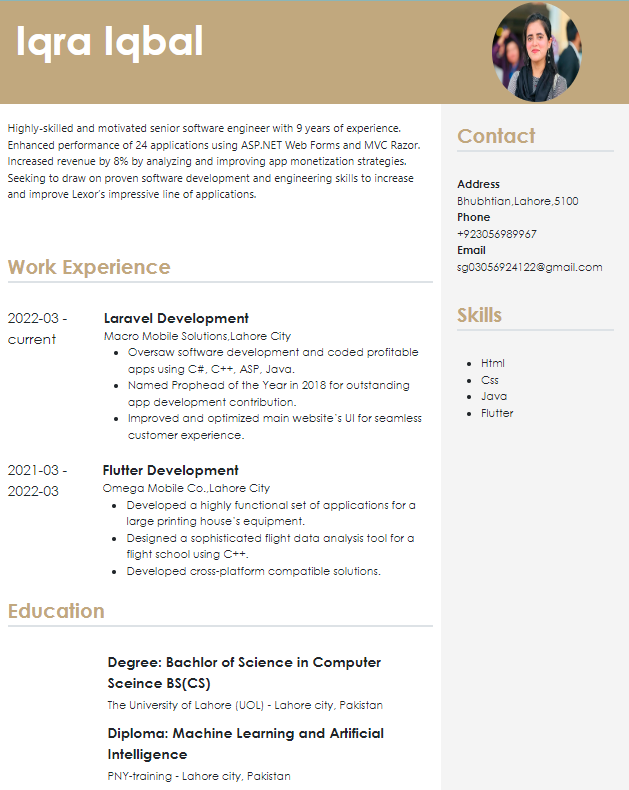 Iqra Iqbal
Highly-skilled and motivated senior software engineer with 9 years of experience.
Enhanced performance of 24 applications using ASP.NET Web Forms and MVC Razor.
Increased revenue by 8% by analyzing and improving app monetization strategies.
Seeking to draw on proven software development and engineering skills to increase
and improve Lexor's impressive line of applications.
Work Experience
2022-03 -
current
Laravel Development
Macro Mobile Solutions,Lahore City
• Oversaw software development and coded profitable
apps using C#, C++, ASP, Java.
• Named Prophead of the Year in 2018 for outstanding
app development contribution.
• Improved and optimized main website`s UI for seamless
customer experience.
2021-03 -
2022-03
Flutter Development
Omega Mobile Co.,Lahore City
• Developed a highly functional set of applications for a
large printing house`s equipment.
• Designed a sophisticated flight data analysis tool for a
flight school using C++.
• Developed cross-platform compatible solutions.
Education
Degree: Bachlor of Science in Computer
Sceince BS(CS)
The University of Lahore (UOL) - Lahore city, Pakistan
Diploma: Machine Learning and Artificial
Intelligence
PNY-training - Lahore city, Pakistan
Contact
Address
Bhubhtian,Lahore,5100
Phone
+923056989967
Email
sg03056924122@gmail.com
Skills
• Html
• Css
• Java
• Flutter